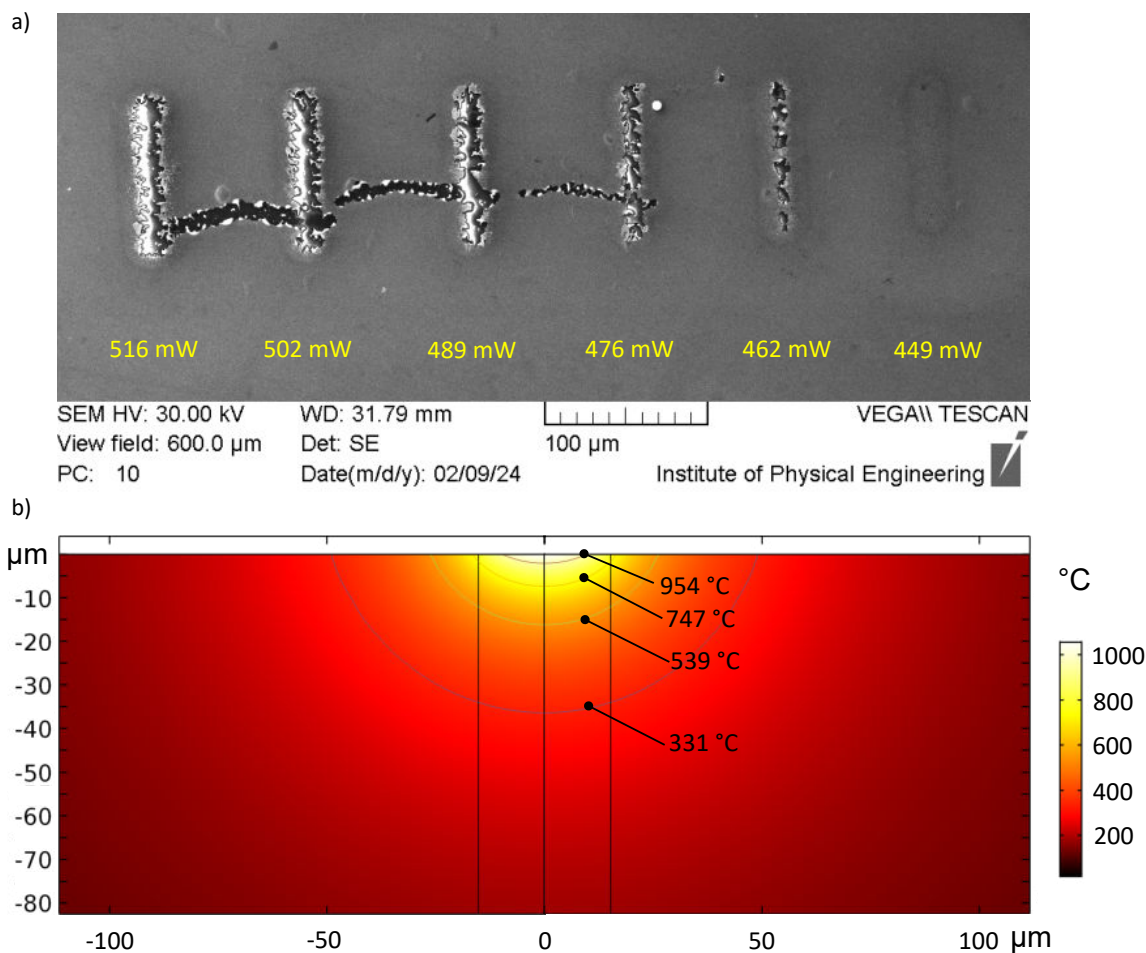 a)
516 mW 502 mW 489 mW 476 mW 462 mW 449 mW
SEM HV: 30.00 kV WD: 31.79 mm VEGA\\ TESCAN
View field: 600.0 µm Det: SE 100 µm
PC: 10 Date(m/d/y): 02/09/24 Institute of Physical Engineering
b)
µm
-10
-20
-30
-40
-50
-60
-70
-80
954 °C
747 °C
539 °C
331 °C
°C
1000
800
600
400
200
-100 -50 0 50 100 µm